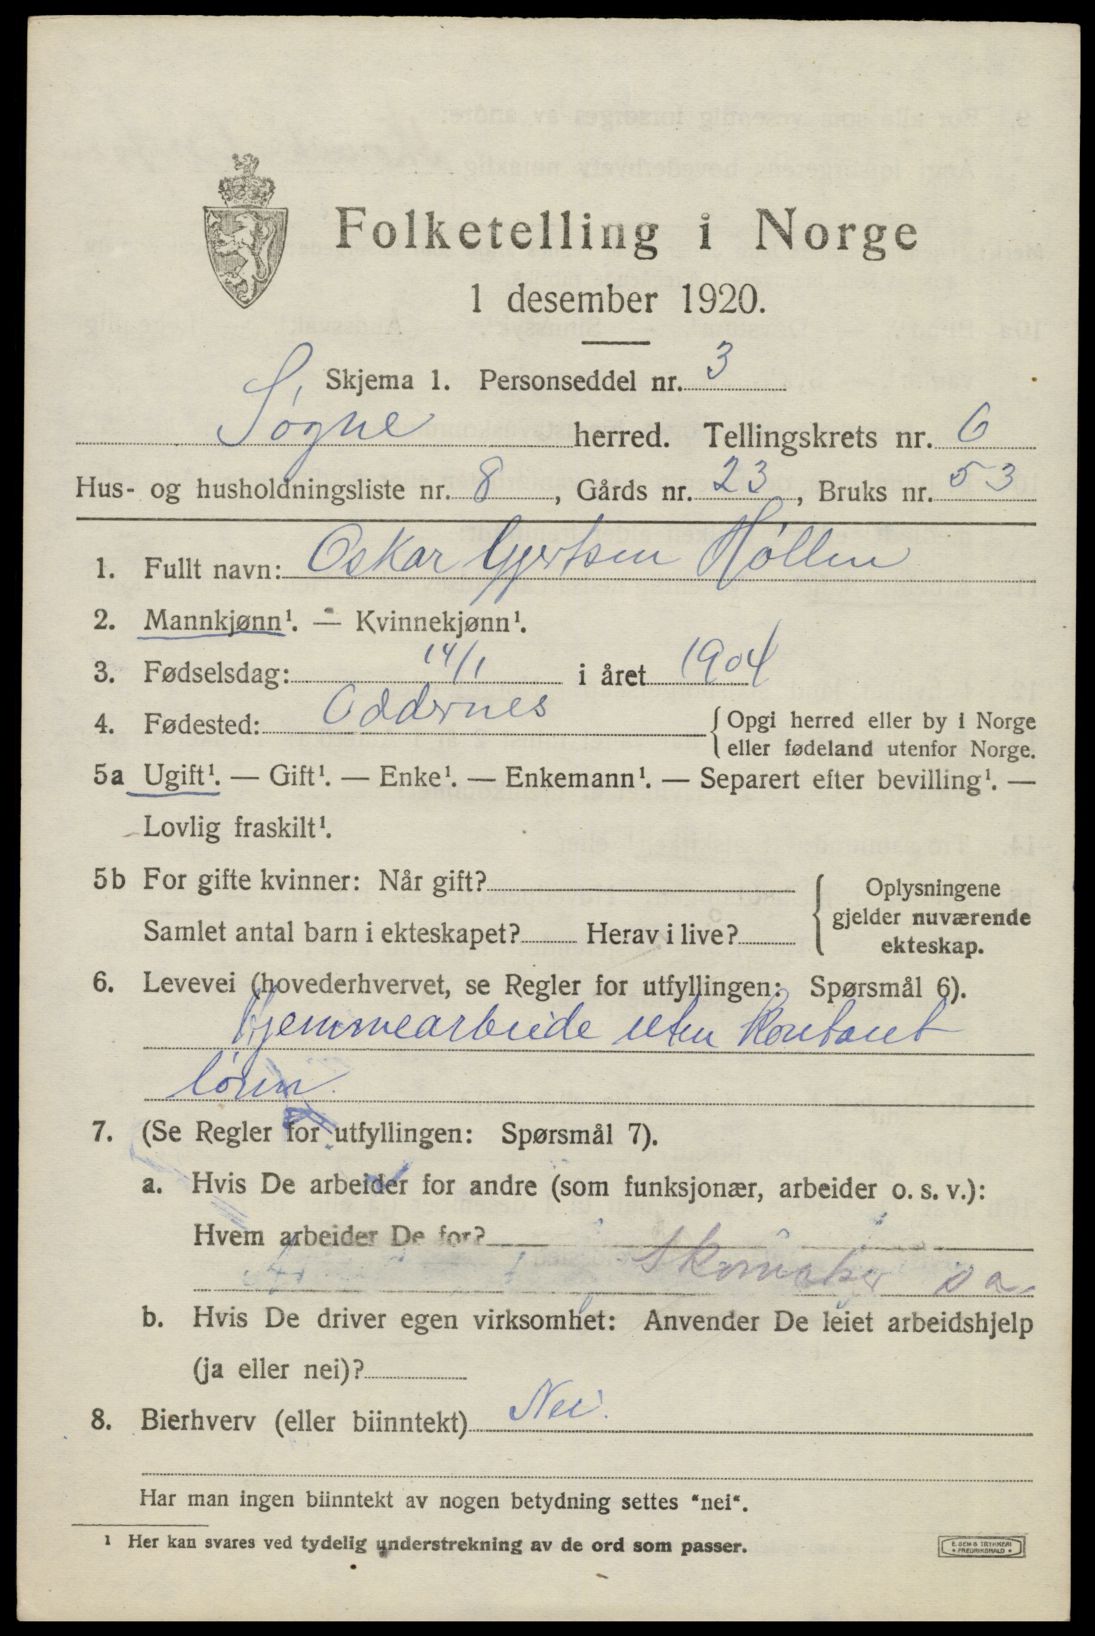 Folketelling i Norge
1 desember 1920.
Skjema 1. Personseddel nr. 3
Søgne herred. Tellingskrets nr. 6
Hus- og husholdningsliste nr. 8, Gårds nr. 23, Bruks nr. 53
1. Fullt navn: Oskar Gjertsen Høllen
2. Mannkjønn¹. — Kvinnekjønn¹.
3. Fødselsdag: 14/1 i året 1904
4. Fødested: Oddernes
{Opgi herred eller by i Norge
eller fødeland utenfor Norge.
5a Ugift¹. — Gift¹. — Enke¹. — Enkemann¹. — Separert efter bevilling¹. —
Lovlig fraskilt¹.
5b For gifte kvinner: Når gift?
Samlet antal barn i ekteskapet? Herav i live?
{Oplysningene
gjelder nuværende
ekteskap.
6. Levevei (hovederhvervet, se Regler for utfyllingen: Spørsmål 6).
Hjemmearbeide uten kontant
lønn.
7. (Se Regler for utfyllingen: Spørsmål 7).
a. Hvis De arbeider for andre (som funksjonær, arbeider o. s. v.):
Hvem arbeider De for?
Skomaker
b. Hvis De driver egen virksomhet: Anvender De leiet arbeidshjelp
(ja eller nei)?
8. Bierhverv (eller biinntekt) Nei.
Har man ingen biinntekt av nogen betydning settes "nei".
¹ Her kan svares ved tydelig understrekning av de ord som passer.
E. SEM'S TRYKKERI
FREDRIKSHALD